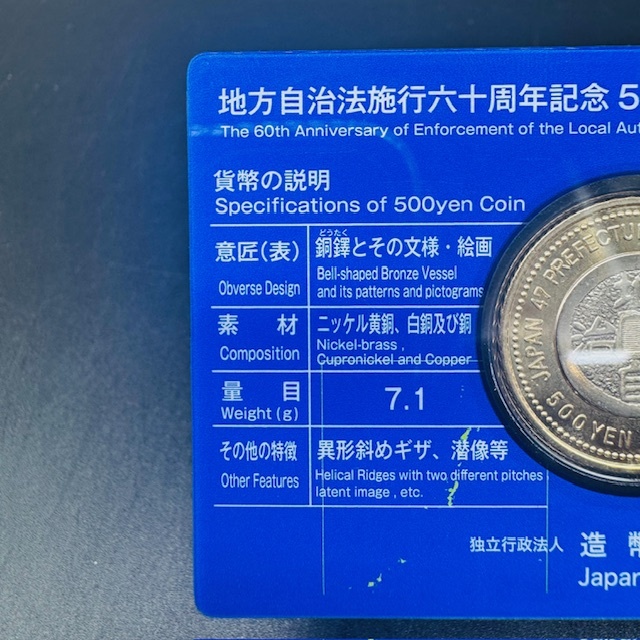 地方自治法施行六十周年記念 5
The 60th Anniversary of Enforcement of the Local Aut
貨幣の説明
Specifications of 500yen Coin
意匠(表)
Obverse Design
どうたく
銅鐸とその文様・絵画
Bell-shaped Bronze Vessel
and its patterns and pictograms
素 材
Composition
ニッケル黄銅、白銅及び銅
Nickel-brass ,
Cupronickel and Copper
量 目
Weight (g)
7.1
その他の特徴
Other Features
異形斜めギザ、潜像等
Helical Ridges with two different pitches
latent image , etc.
独立行政法人 造 幣
Japan
JAPAN 47 PREFECTU
500 YEN